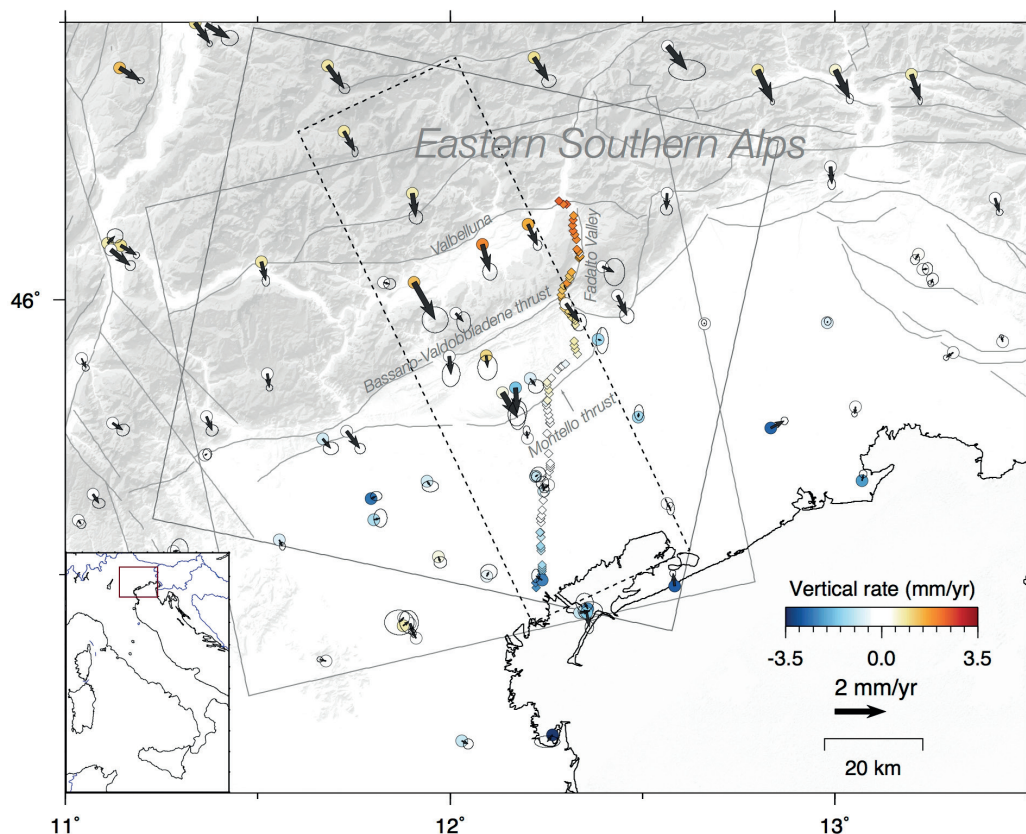 Eastern Southern Alps
Valbelluna
Fadalto Valley
46°
Bassano-Valdobbiadene thrust
Montello thrust
Vertical rate (mm/yr)
-3.5 0.0 3.5
2 mm/yr
20 km
11° 12° 13°